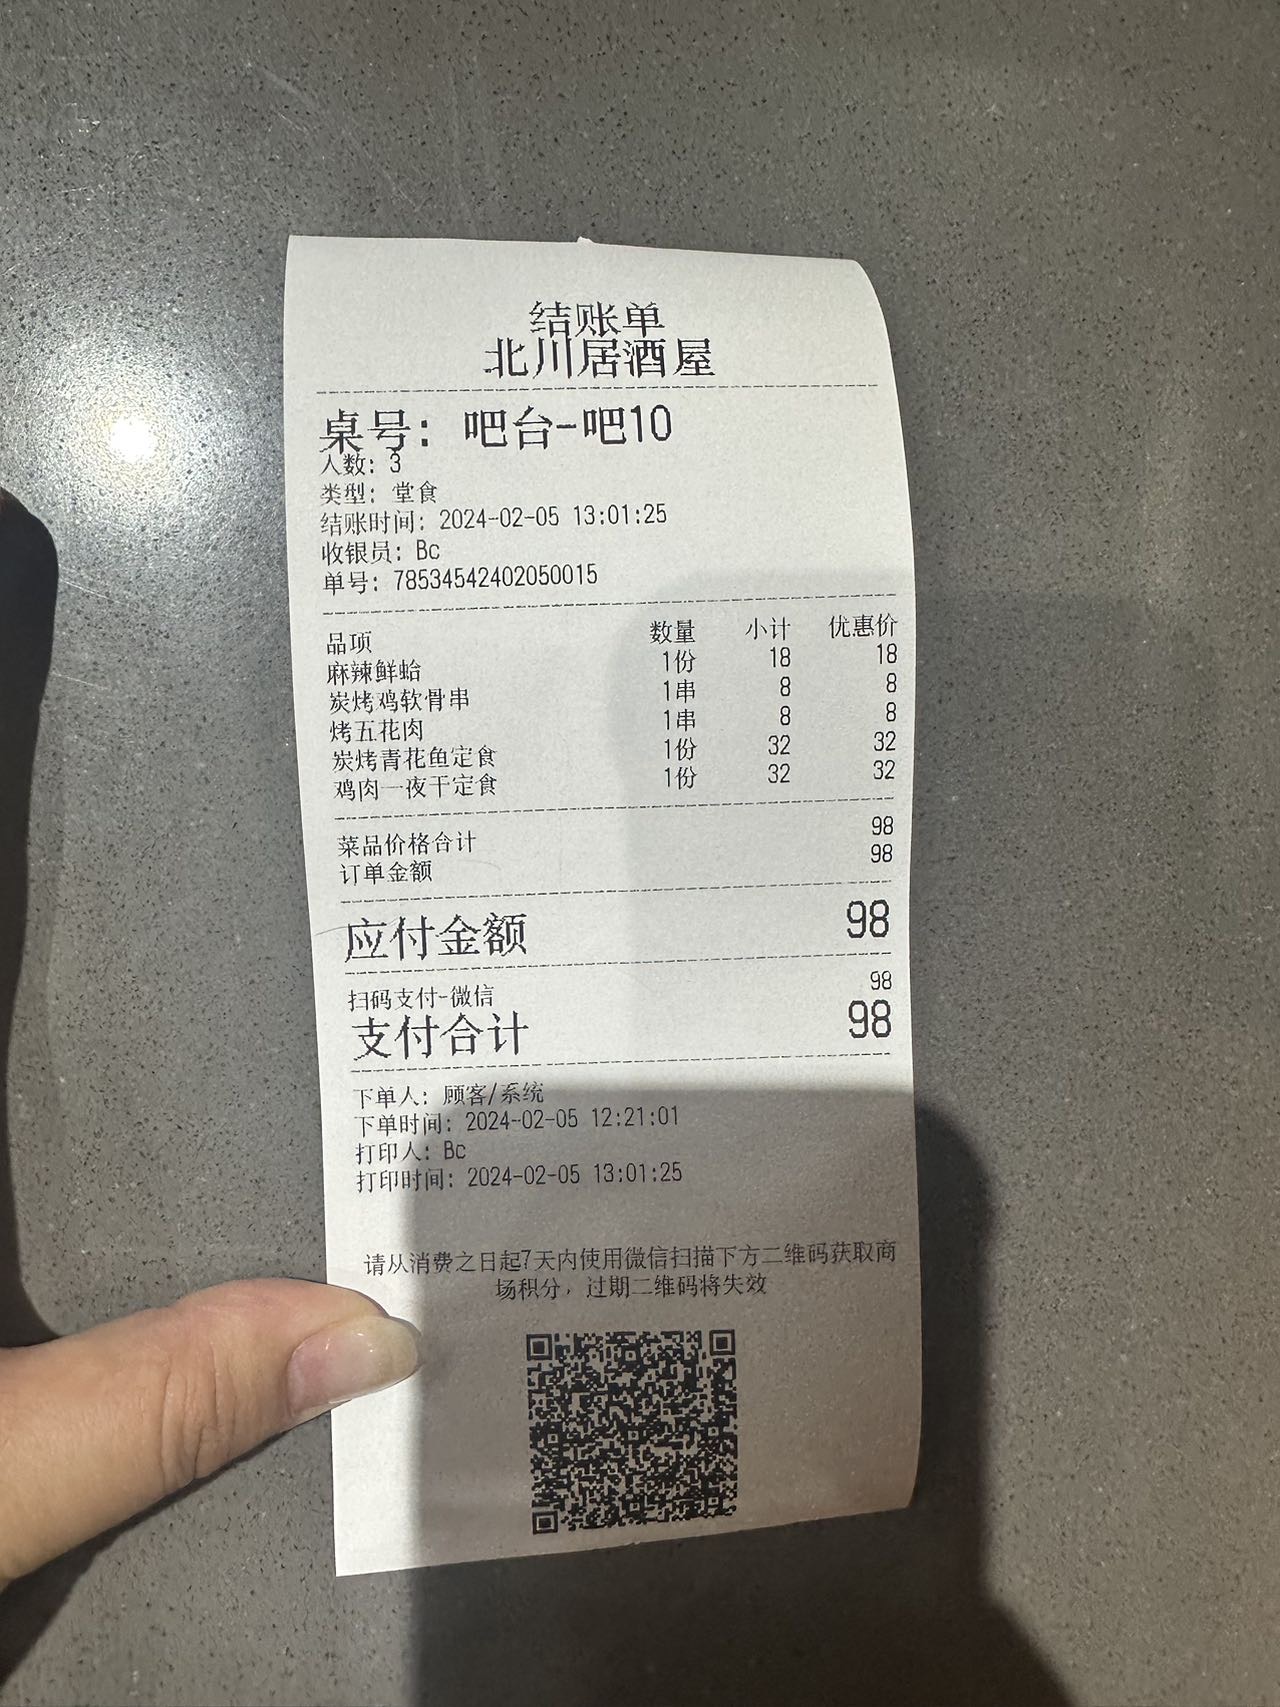 结账单
北川居酒屋
桌号: 吧台-吧10
人数: 3
类型: 堂食
结账时间: 2024-02-05 13:01:25
收银员: Bc
单号: 78534542402050015
品项 数量 小计 优惠价
麻辣鲜蛤 1份 18 18
炭烤鸡软骨串 1串 8 8
烤五花肉 1串 8 8
炭烤青花鱼定食 1份 32 32
鸡肉一夜干定食 1份 32 32
菜品价格合计 98
订单金额 98
应付金额 98
扫码支付-微信 98
支付合计 98
下单人: 顾客/系统
下单时间: 2024-02-05 12:21:01
打印人: Bc
打印时间: 2024-02-05 13:01:25
请从消费之日起7天内使用微信扫描下方二维码获取商
场积分，过期二维码将失效